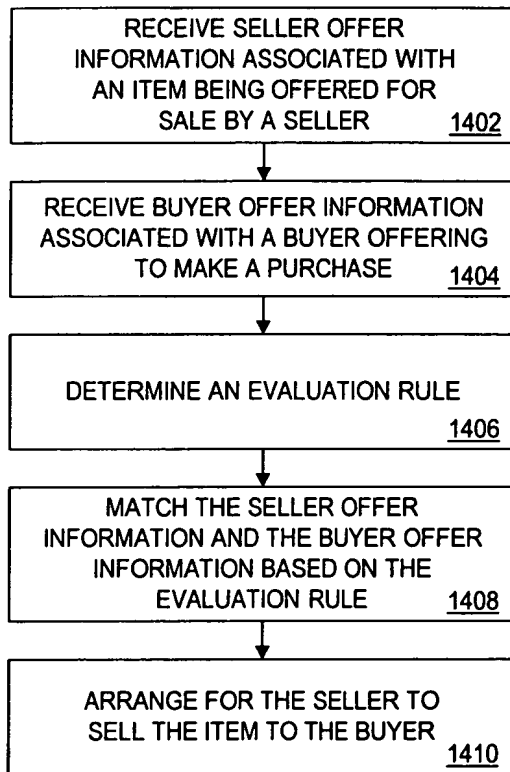 RECEIVE SELLER OFFER
INFORMATION ASSOCIATED WITH
AN ITEM BEING OFFERED FOR
SALE BY A SELLER
1402
RECEIVE BUYER OFFER INFORMATION
ASSOCIATED WITH A BUYER OFFERING
TO MAKE A PURCHASE
1404
DETERMINE AN EVALUATION RULE
1406
MATCH THE SELLER OFFER
INFORMATION AND THE BUYER OFFER
INFORMATION BASED ON THE
EVALUATION RULE
1408
ARRANGE FOR THE SELLER TO
SELL THE ITEM TO THE BUYER
1410